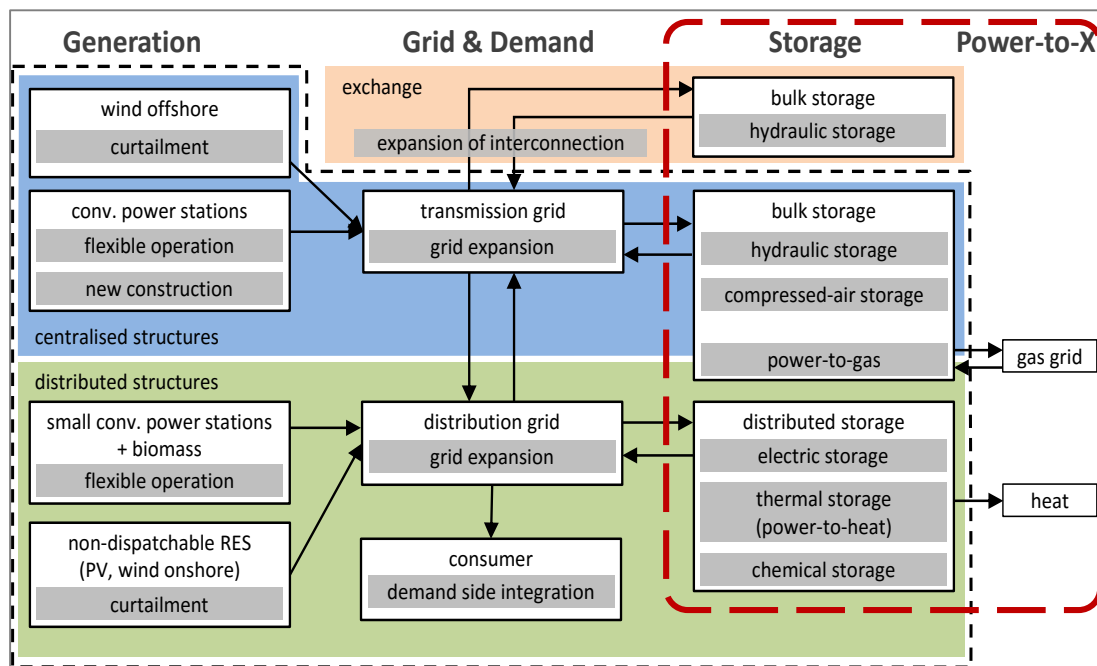 Generation
Grid & Demand
Storage
Power-to-X
exchange
wind offshore
curtailment
expansion of interconnection
bulk storage
hydraulic storage
conv. power stations
flexible operation
new construction
transmission grid
grid expansion
bulk storage
hydraulic storage
compressed-air storage
power-to-gas
gas grid
centralised structures
distributed structures
small conv. power stations
+ biomass
flexible operation
distribution grid
grid expansion
distributed storage
electric storage
thermal storage
(power-to-heat)
chemical storage
heat
non-dispatchable RES
(PV, wind onshore)
curtailment
consumer
demand side integration